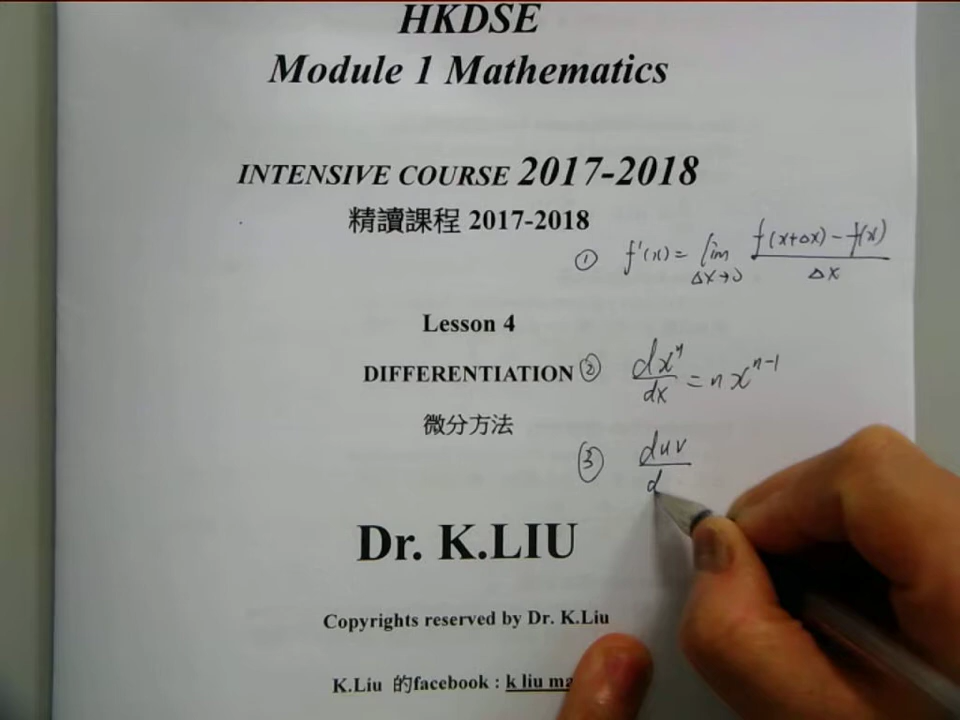 HKDSE
Module 1 Mathematics
INTENSIVE COURSE 2017-2018
精讀課程 2017-2018
① f'(x) = lim Δx→0 f(x+Δx) − f(x) / Δx
Lesson 4
DIFFERENTIATION ② dxⁿ/dx = n xⁿ⁻¹
微分方法
③ duv/d
Dr. K.LIU
Copyrights reserved by Dr. K.Liu
K.Liu 的facebook : k liu ma